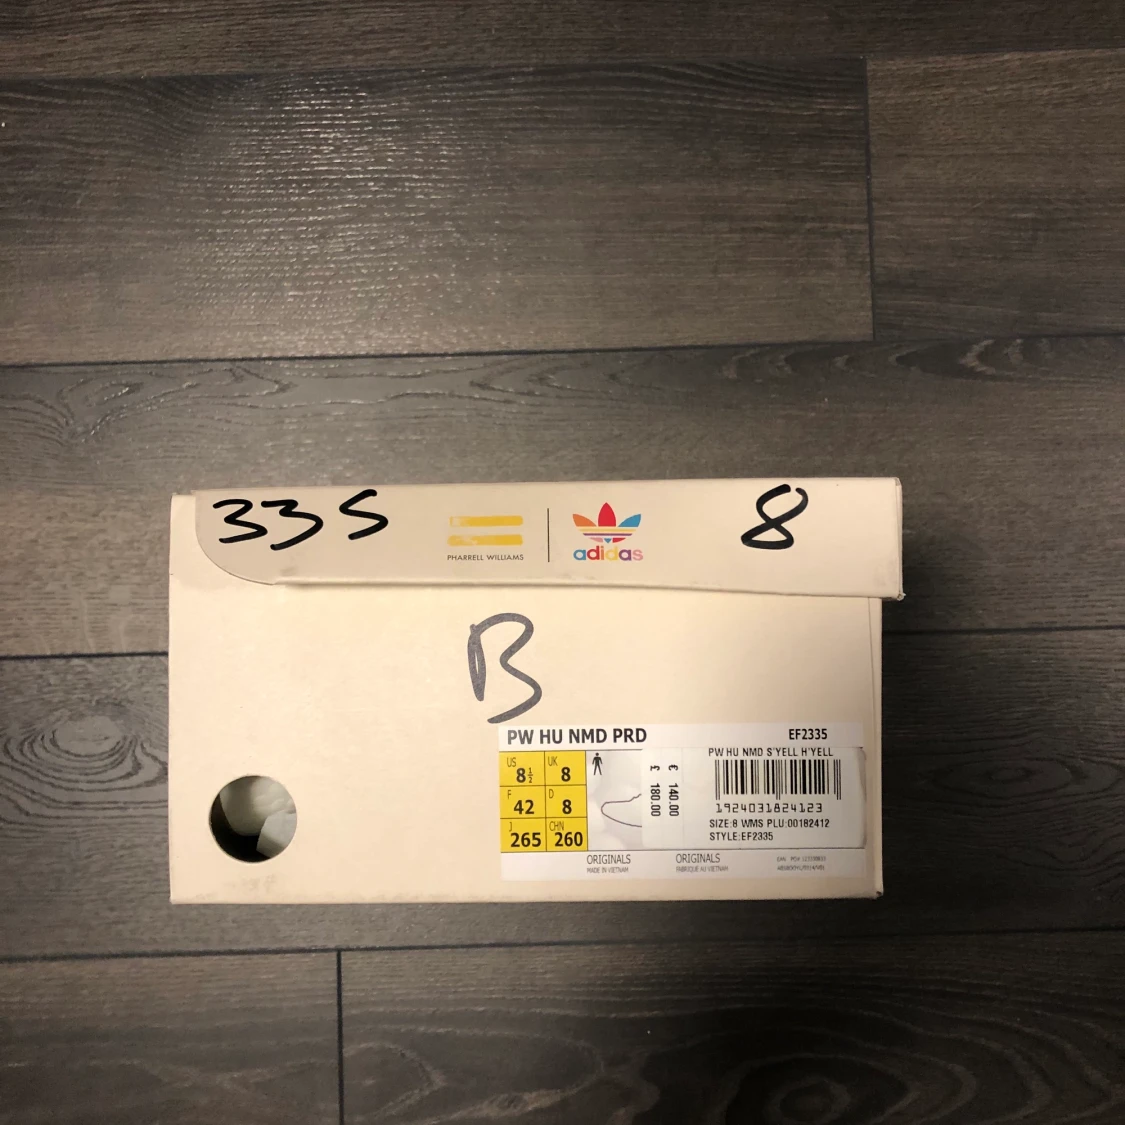 335
PHARRELL WILLIAMS
adidas
8
B
PW HU NMD PRD
EF2335
US 8½
UK 8
F 42
D 8
J 265
CHN 260
€ 140.00
£ 180.00
PW HU NMD S'YELL H'YELL
1924031824123
SIZE:8 WMS PLU:00182412
STYLE:EF2335
ORIGINALS
MADE IN VIETNAM
ORIGINALS
FABRIQUÉ AU VIETNAM